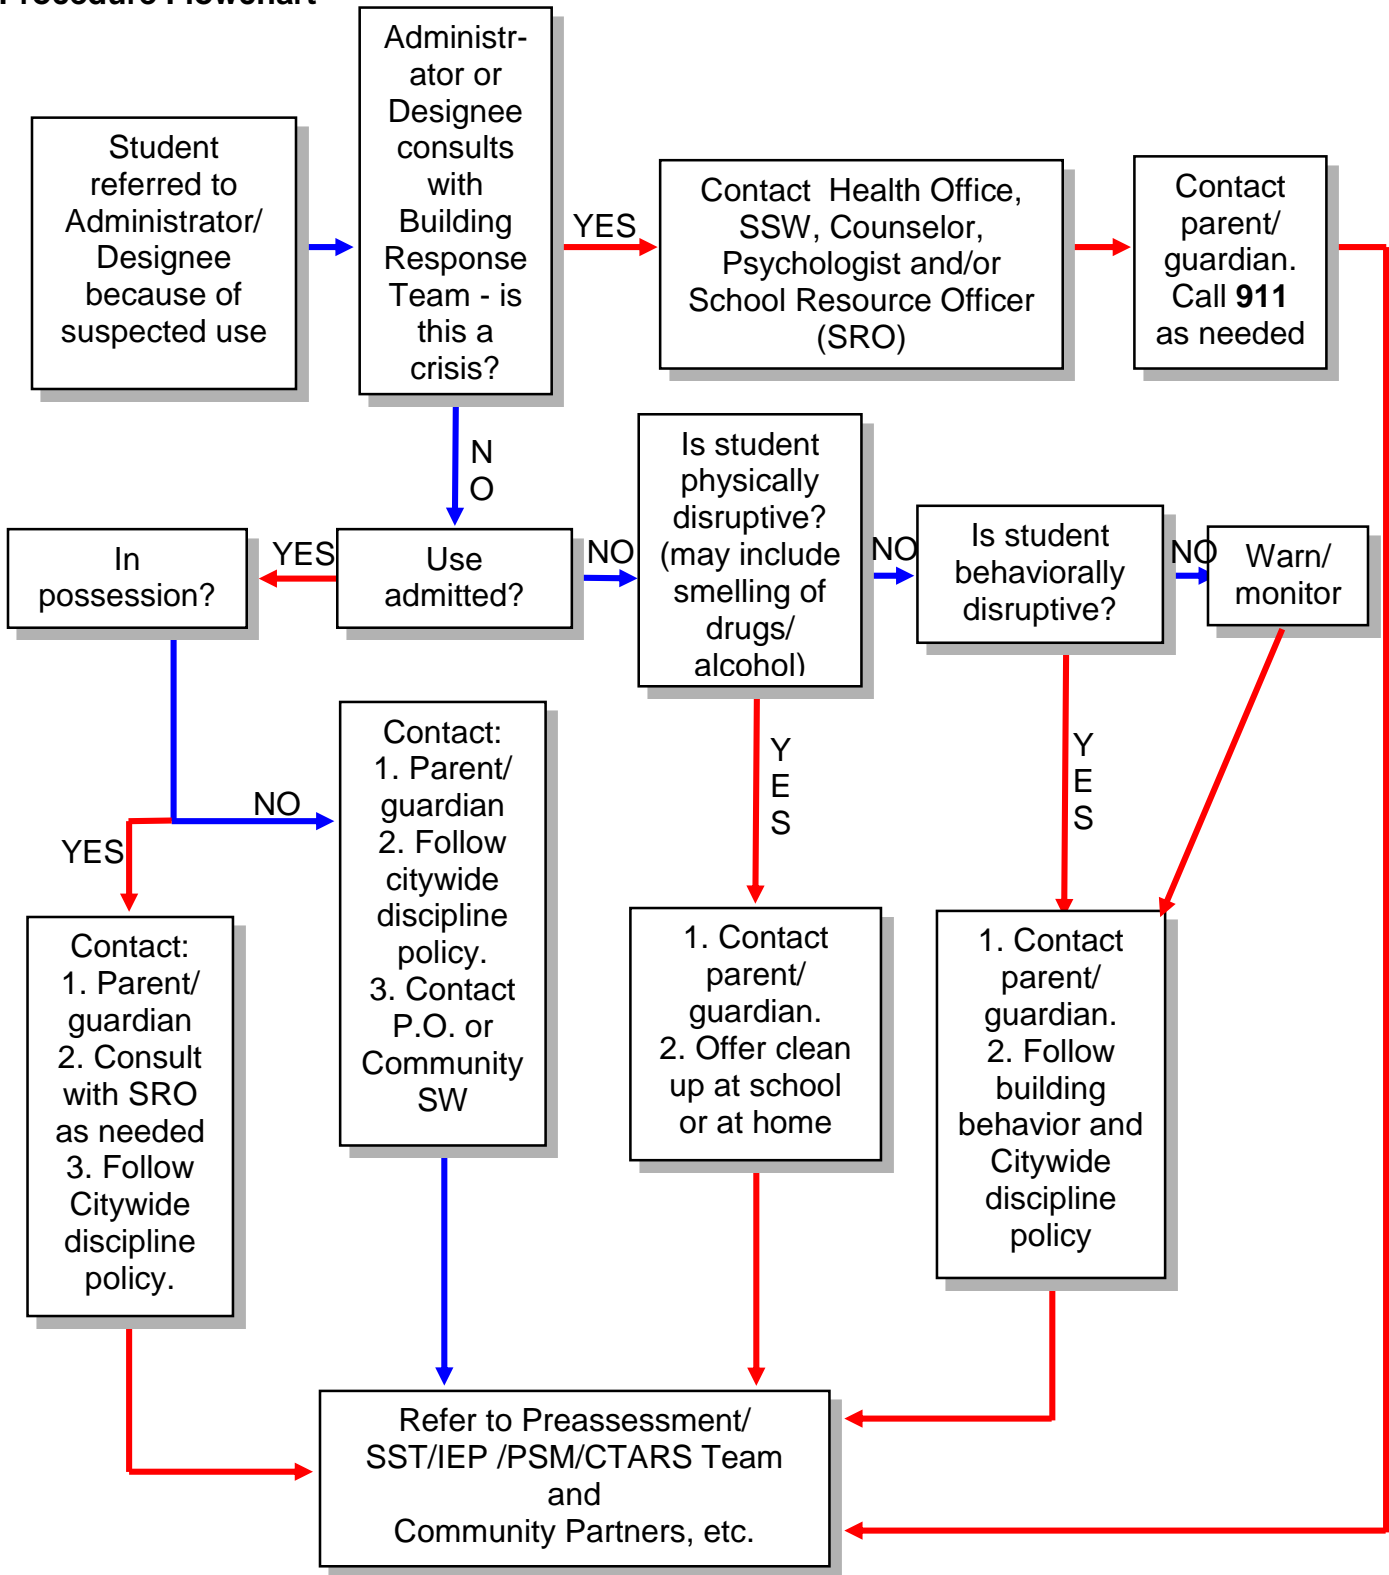 Procedure Flowchart
Administr-
ator or
Designee
consults
with
Building
Response
Team - is
this a
crisis?
Student
referred to
Administrator/
Designee
because of
suspected use
YES
Contact Health Office,
SSW, Counselor,
Psychologist and/or
School Resource Officer
(SRO)
Contact
parent/
guardian.
Call 911
as needed
N
O
In
possession?
YES
Use
admitted?
NO
Is student
physically
disruptive?
(may include
smelling of
drugs/
alcohol)
NO
Is student
behaviorally
disruptive?
NO
Warn/
monitor
YES
NO
Contact:
1. Parent/
guardian
2. Follow
citywide
discipline
policy.
3. Contact
P.O. or
Community
SW
Y
E
S
Y
E
S
Contact:
1. Parent/
guardian
2. Consult
with SRO
as needed
3. Follow
Citywide
discipline
policy.
1. Contact
parent/
guardian.
2. Offer clean
up at school
or at home
1. Contact
parent/
guardian.
2. Follow
building
behavior and
Citywide
discipline
policy
Refer to Preassessment/
SST/IEP /PSM/CTARS Team
and
Community Partners, etc.